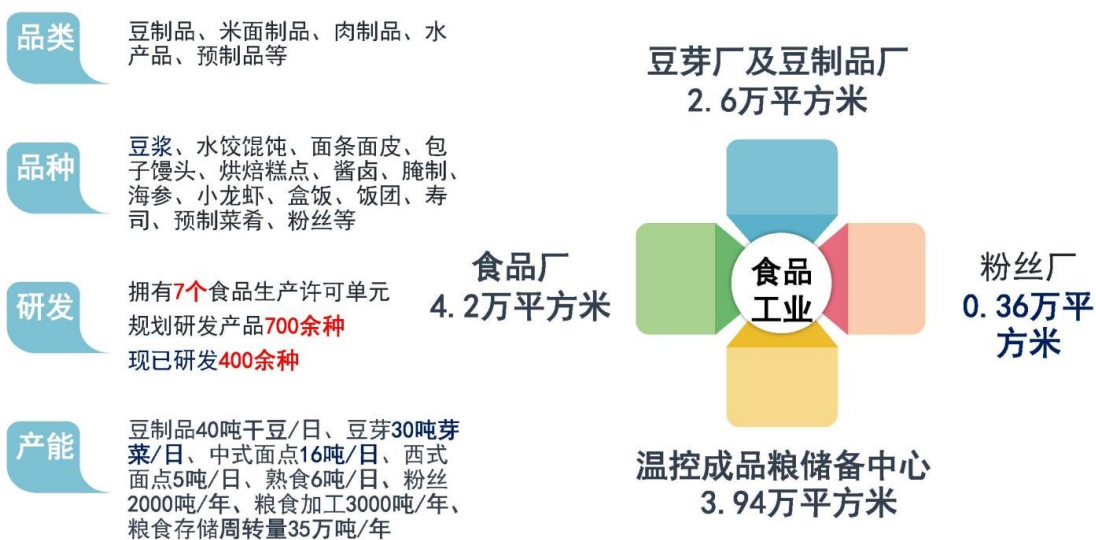 品类
豆制品、米面制品、肉制品、水
产品、预制品等
品种
豆浆、水饺馄饨、面条面皮、包
子馒头、烘焙糕点、酱卤、腌制、
海参、小龙虾、盒饭、饭团、寿
司、预制菜肴、粉丝等
研发
拥有7个食品生产许可单元
规划研发产品700余种
现已研发400余种
产能
豆制品40吨干豆/日、豆芽30吨芽
菜/日、中式面点16吨/日、西式
面点5吨/日、熟食6吨/日、粉丝
2000吨/年、粮食加工3000吨/年、
粮食存储周转量35万吨/年
豆芽厂及豆制品厂
2.6万平方米
食品厂
4.2万平方米
食品
工业
粉丝厂
0.36万平
方米
温控成品粮储备中心
3.94万平方米